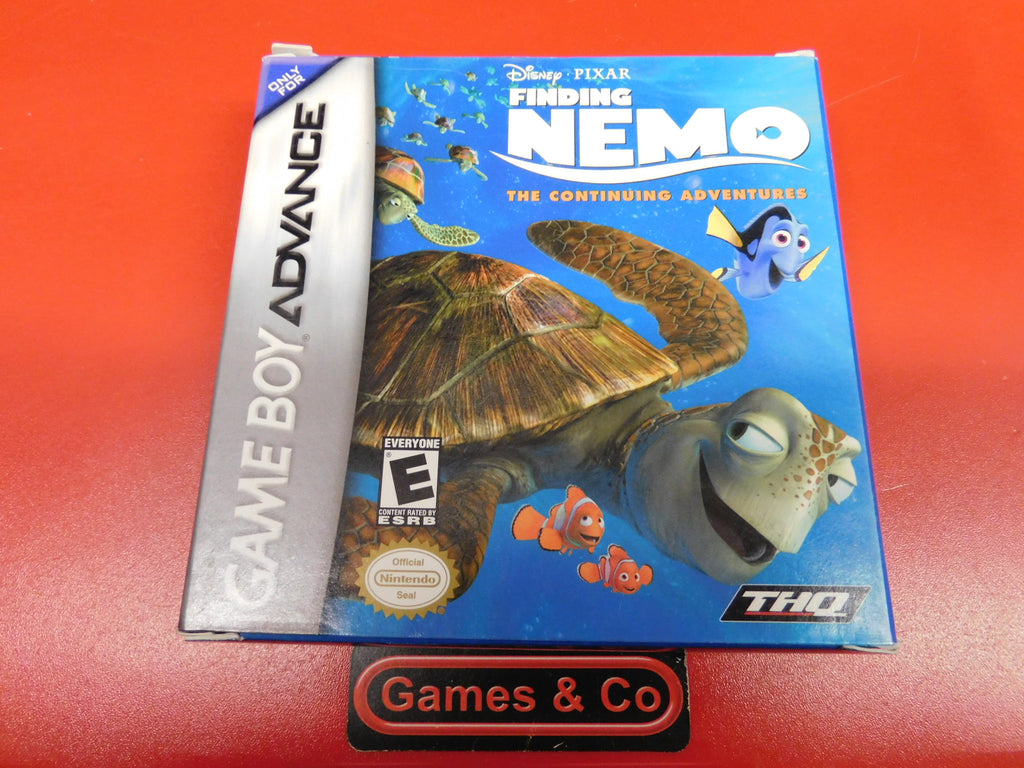 ONLY
FOR
GAME BOY ADVANCE
Disney · PIXAR
FINDING
NEMO
THE CONTINUING ADVENTURES
EVERYONE
E
CONTENT RATED BY
ESRB
Official
Nintendo
Seal
THQ
Games & Co